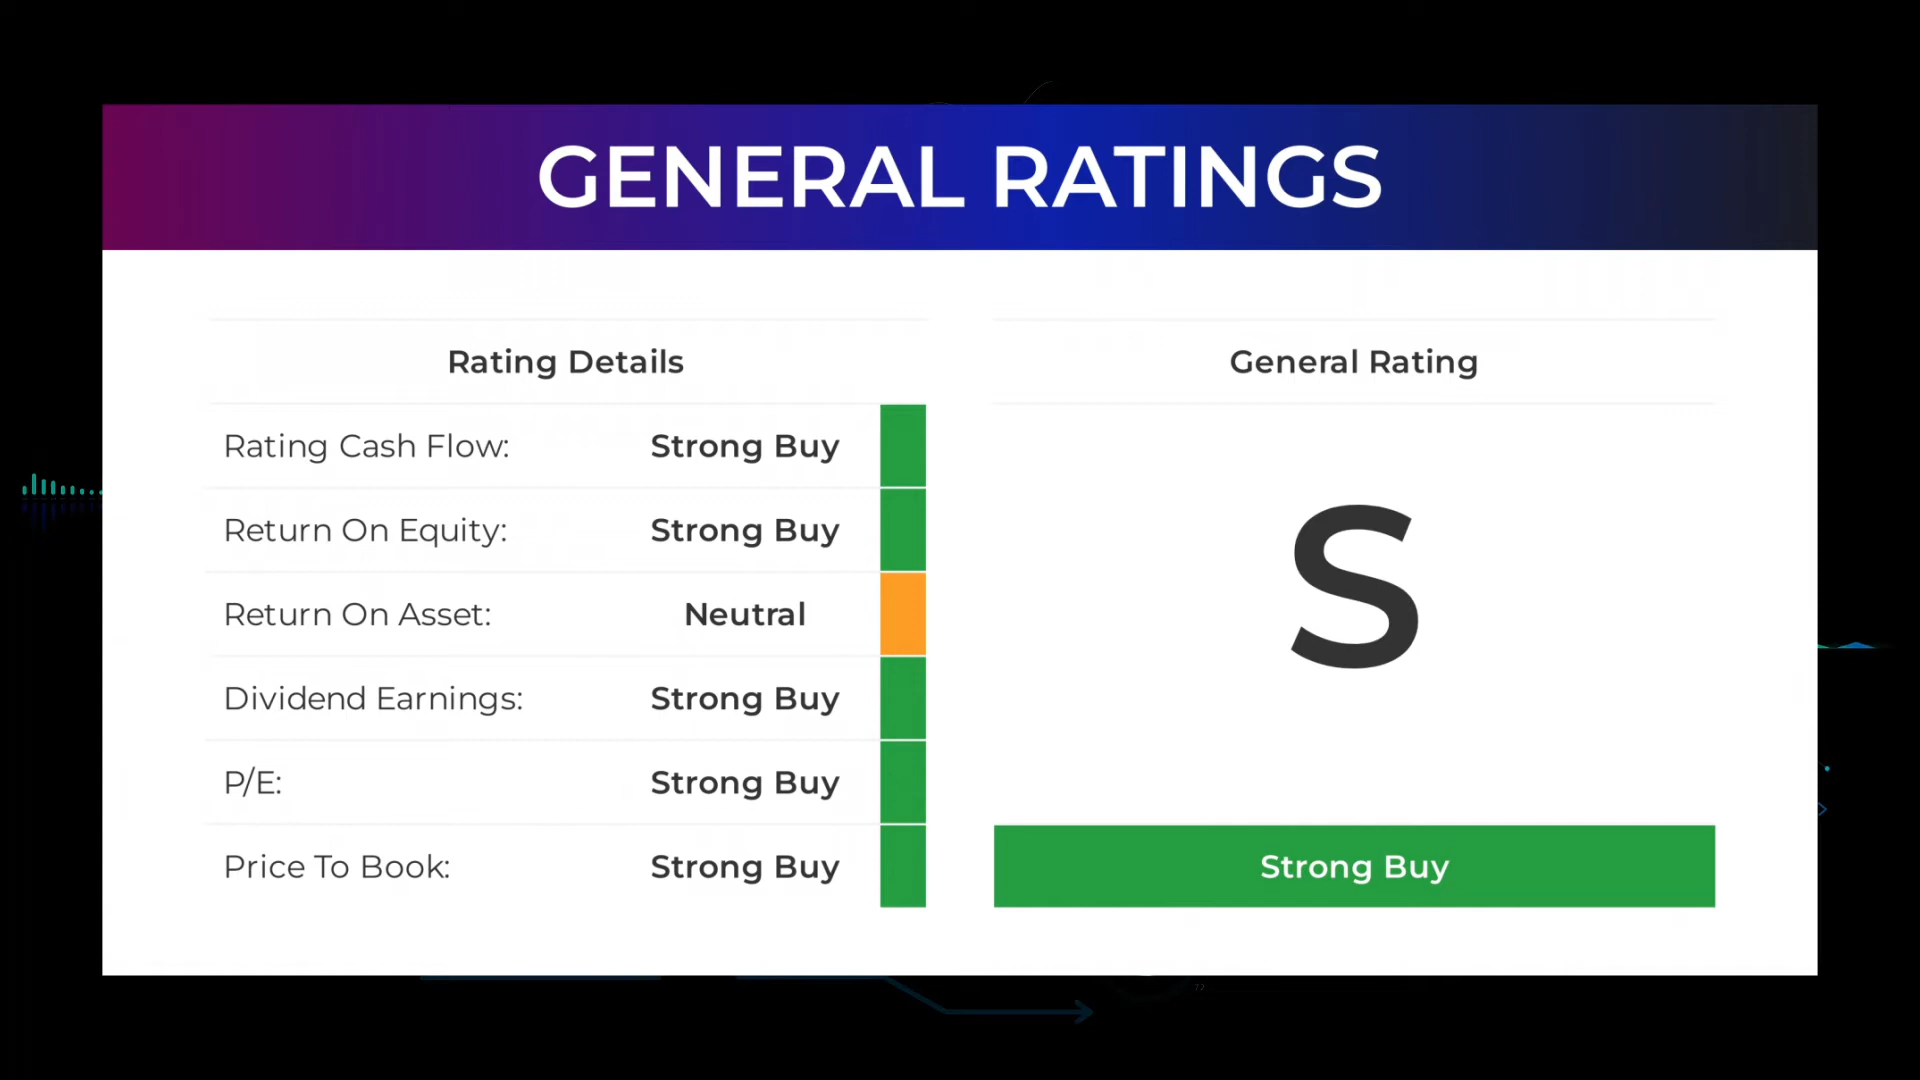 GENERAL RATINGS
Rating Details
Rating Cash Flow: Strong Buy
Return On Equity: Strong Buy
Return On Asset: Neutral
Dividend Earnings: Strong Buy
P/E: Strong Buy
Price To Book: Strong Buy
General Rating
S
Strong Buy